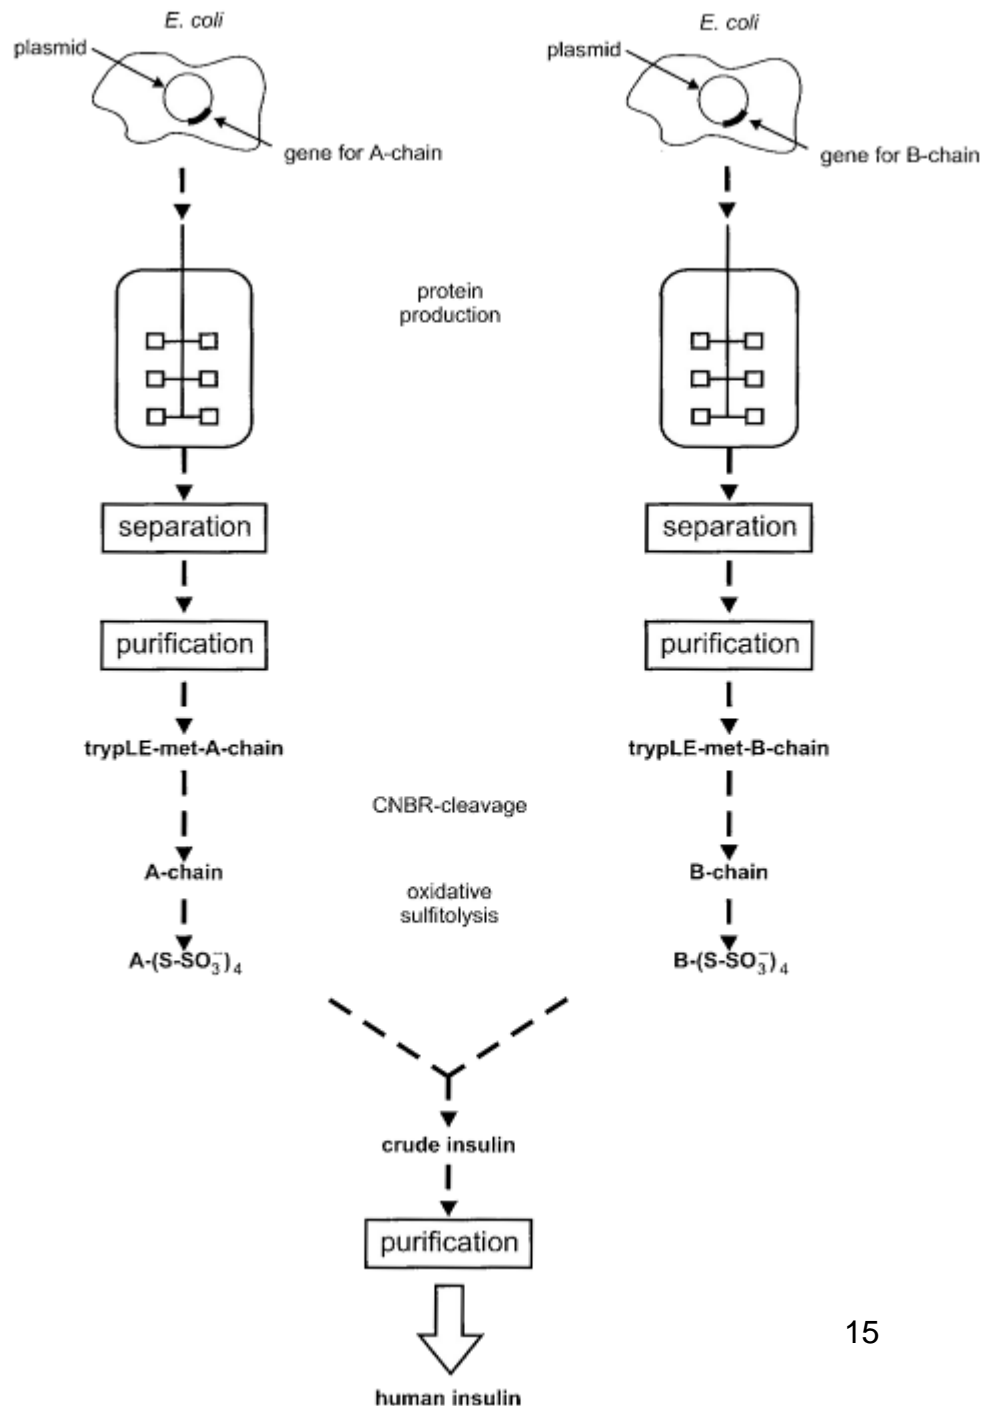 E. coli
E. coli
plasmid
plasmid
gene for A-chain
gene for B-chain
protein
production
separation
separation
purification
purification
trypLE-met-A-chain
trypLE-met-B-chain
CNBR-cleavage
A-chain
B-chain
oxidative
sulfitolysis
A-(S-SO₃⁻)₄
B-(S-SO₃⁻)₄
crude insulin
purification
15
human insulin